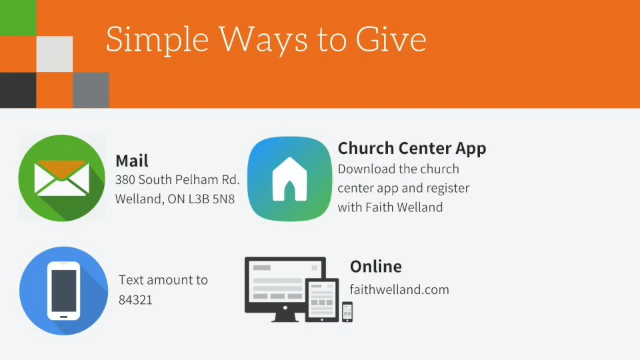 Simple Ways to Give
Mail
380 South Pelham Rd.
Welland, ON L3B 5N8
Church Center App
Download the church
center app and register
with Faith Welland
Text amount to
84321
Online
faithwelland.com